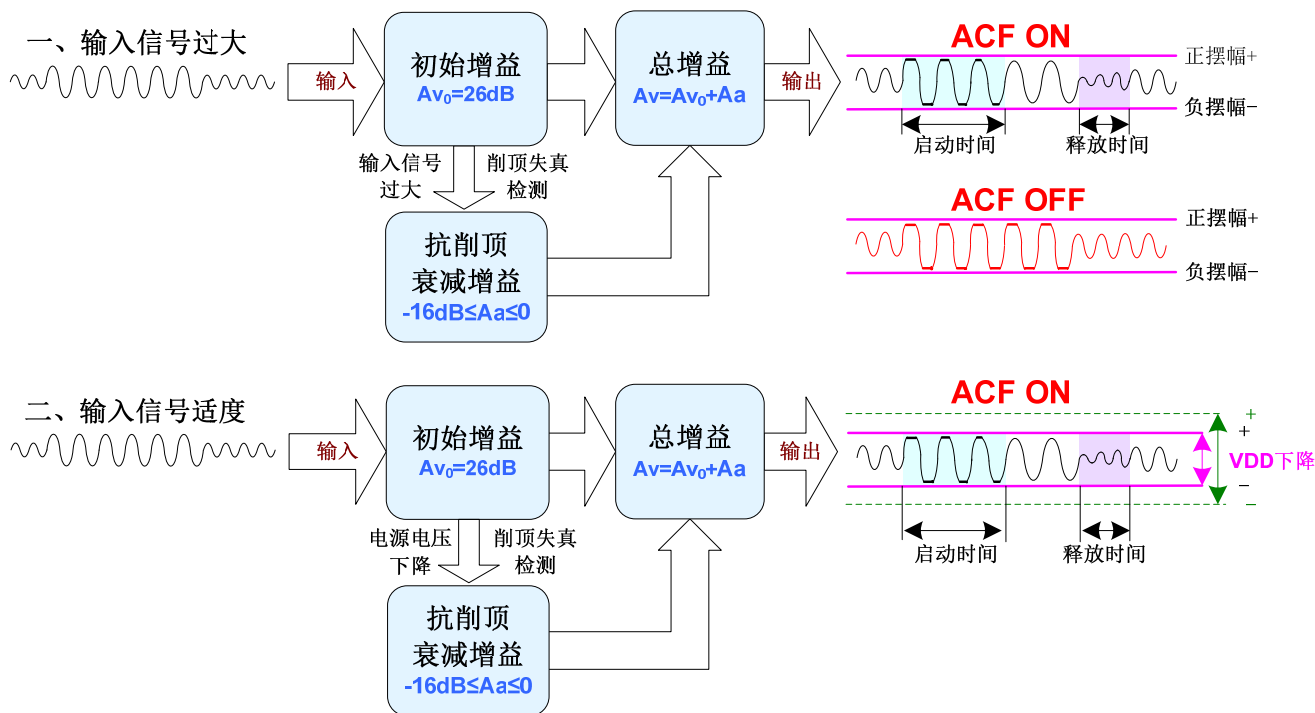 一、输入信号过大
输入
初始增益
Av₀=26dB
总增益
Av=Av₀+Aa
输出
ACF ON
正摆幅+
负摆幅-
启动时间
释放时间
输入信号
过大
削顶失真
检测
抗削顶
衰减增益
-16dB≤Aa≤0
ACF OFF
正摆幅+
负摆幅-
二、输入信号适度
输入
初始增益
Av₀=26dB
总增益
Av=Av₀+Aa
输出
ACF ON
+
+
VDD下降
-
-
启动时间
释放时间
电源电压
下降
削顶失真
检测
抗削顶
衰减增益
-16dB≤Aa≤0